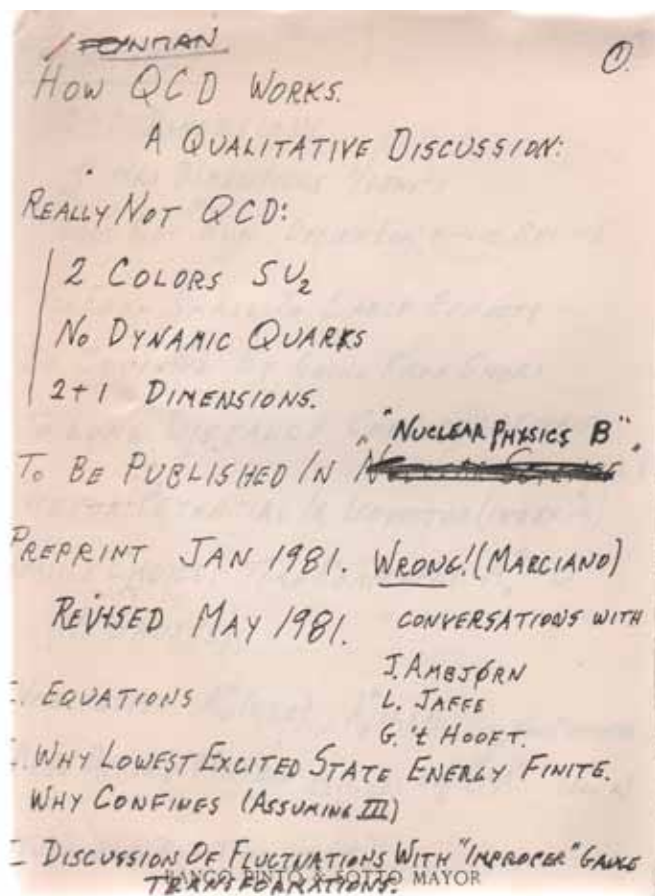 FEYNMAN
①
HOW QCD WORKS.
A QUALITATIVE DISCUSSION:
REALLY NOT QCD:
2 COLORS SU₂
NO DYNAMIC QUARKS
2+1 DIMENSIONS.
"NUCLEAR PHYSICS B"
TO BE PUBLISHED IN
PREPRINT JAN 1981. WRONG! (MARCIANO)
REVISED MAY 1981. CONVERSATIONS WITH
J. AMBJØRN
I. EQUATIONS L. JAFFE
G. 't HOOFT.
I. WHY LOWEST EXCITED STATE ENERGY FINITE.
WHY CONFINES (ASSUMING III)
I DISCUSSION OF FLUCTUATIONS WITH "IMPROPER" GAUGE
TRANSFORMATIONS.
BANCO PINTO & SOTTO MAYOR